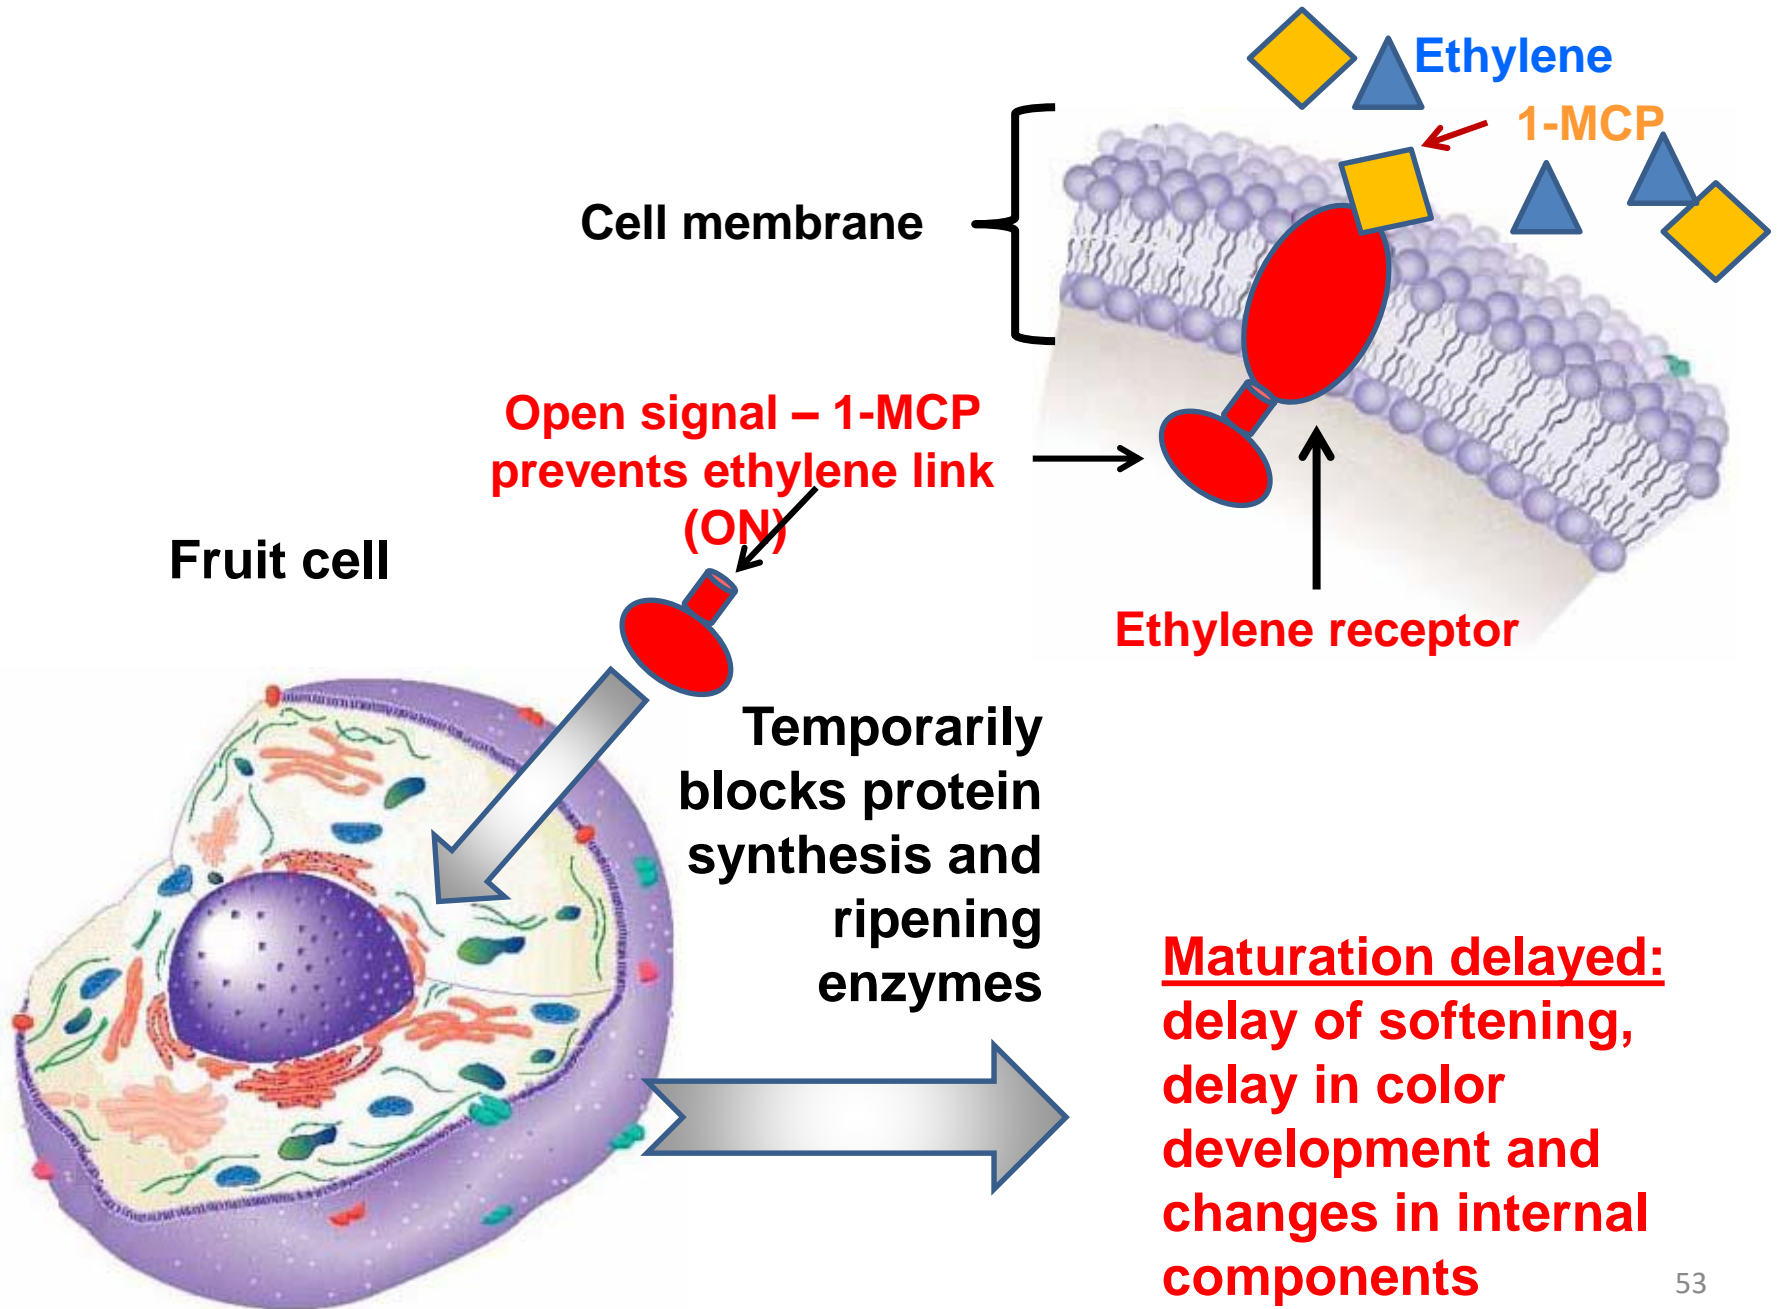 Ethylene
1-MCP
Cell membrane
Open signal – 1-MCP
prevents ethylene link
(ON)
Fruit cell
Ethylene receptor
Temporarily
blocks protein
synthesis and
ripening
enzymes
Maturation delayed:
delay of softening,
delay in color
development and
changes in internal
components
53